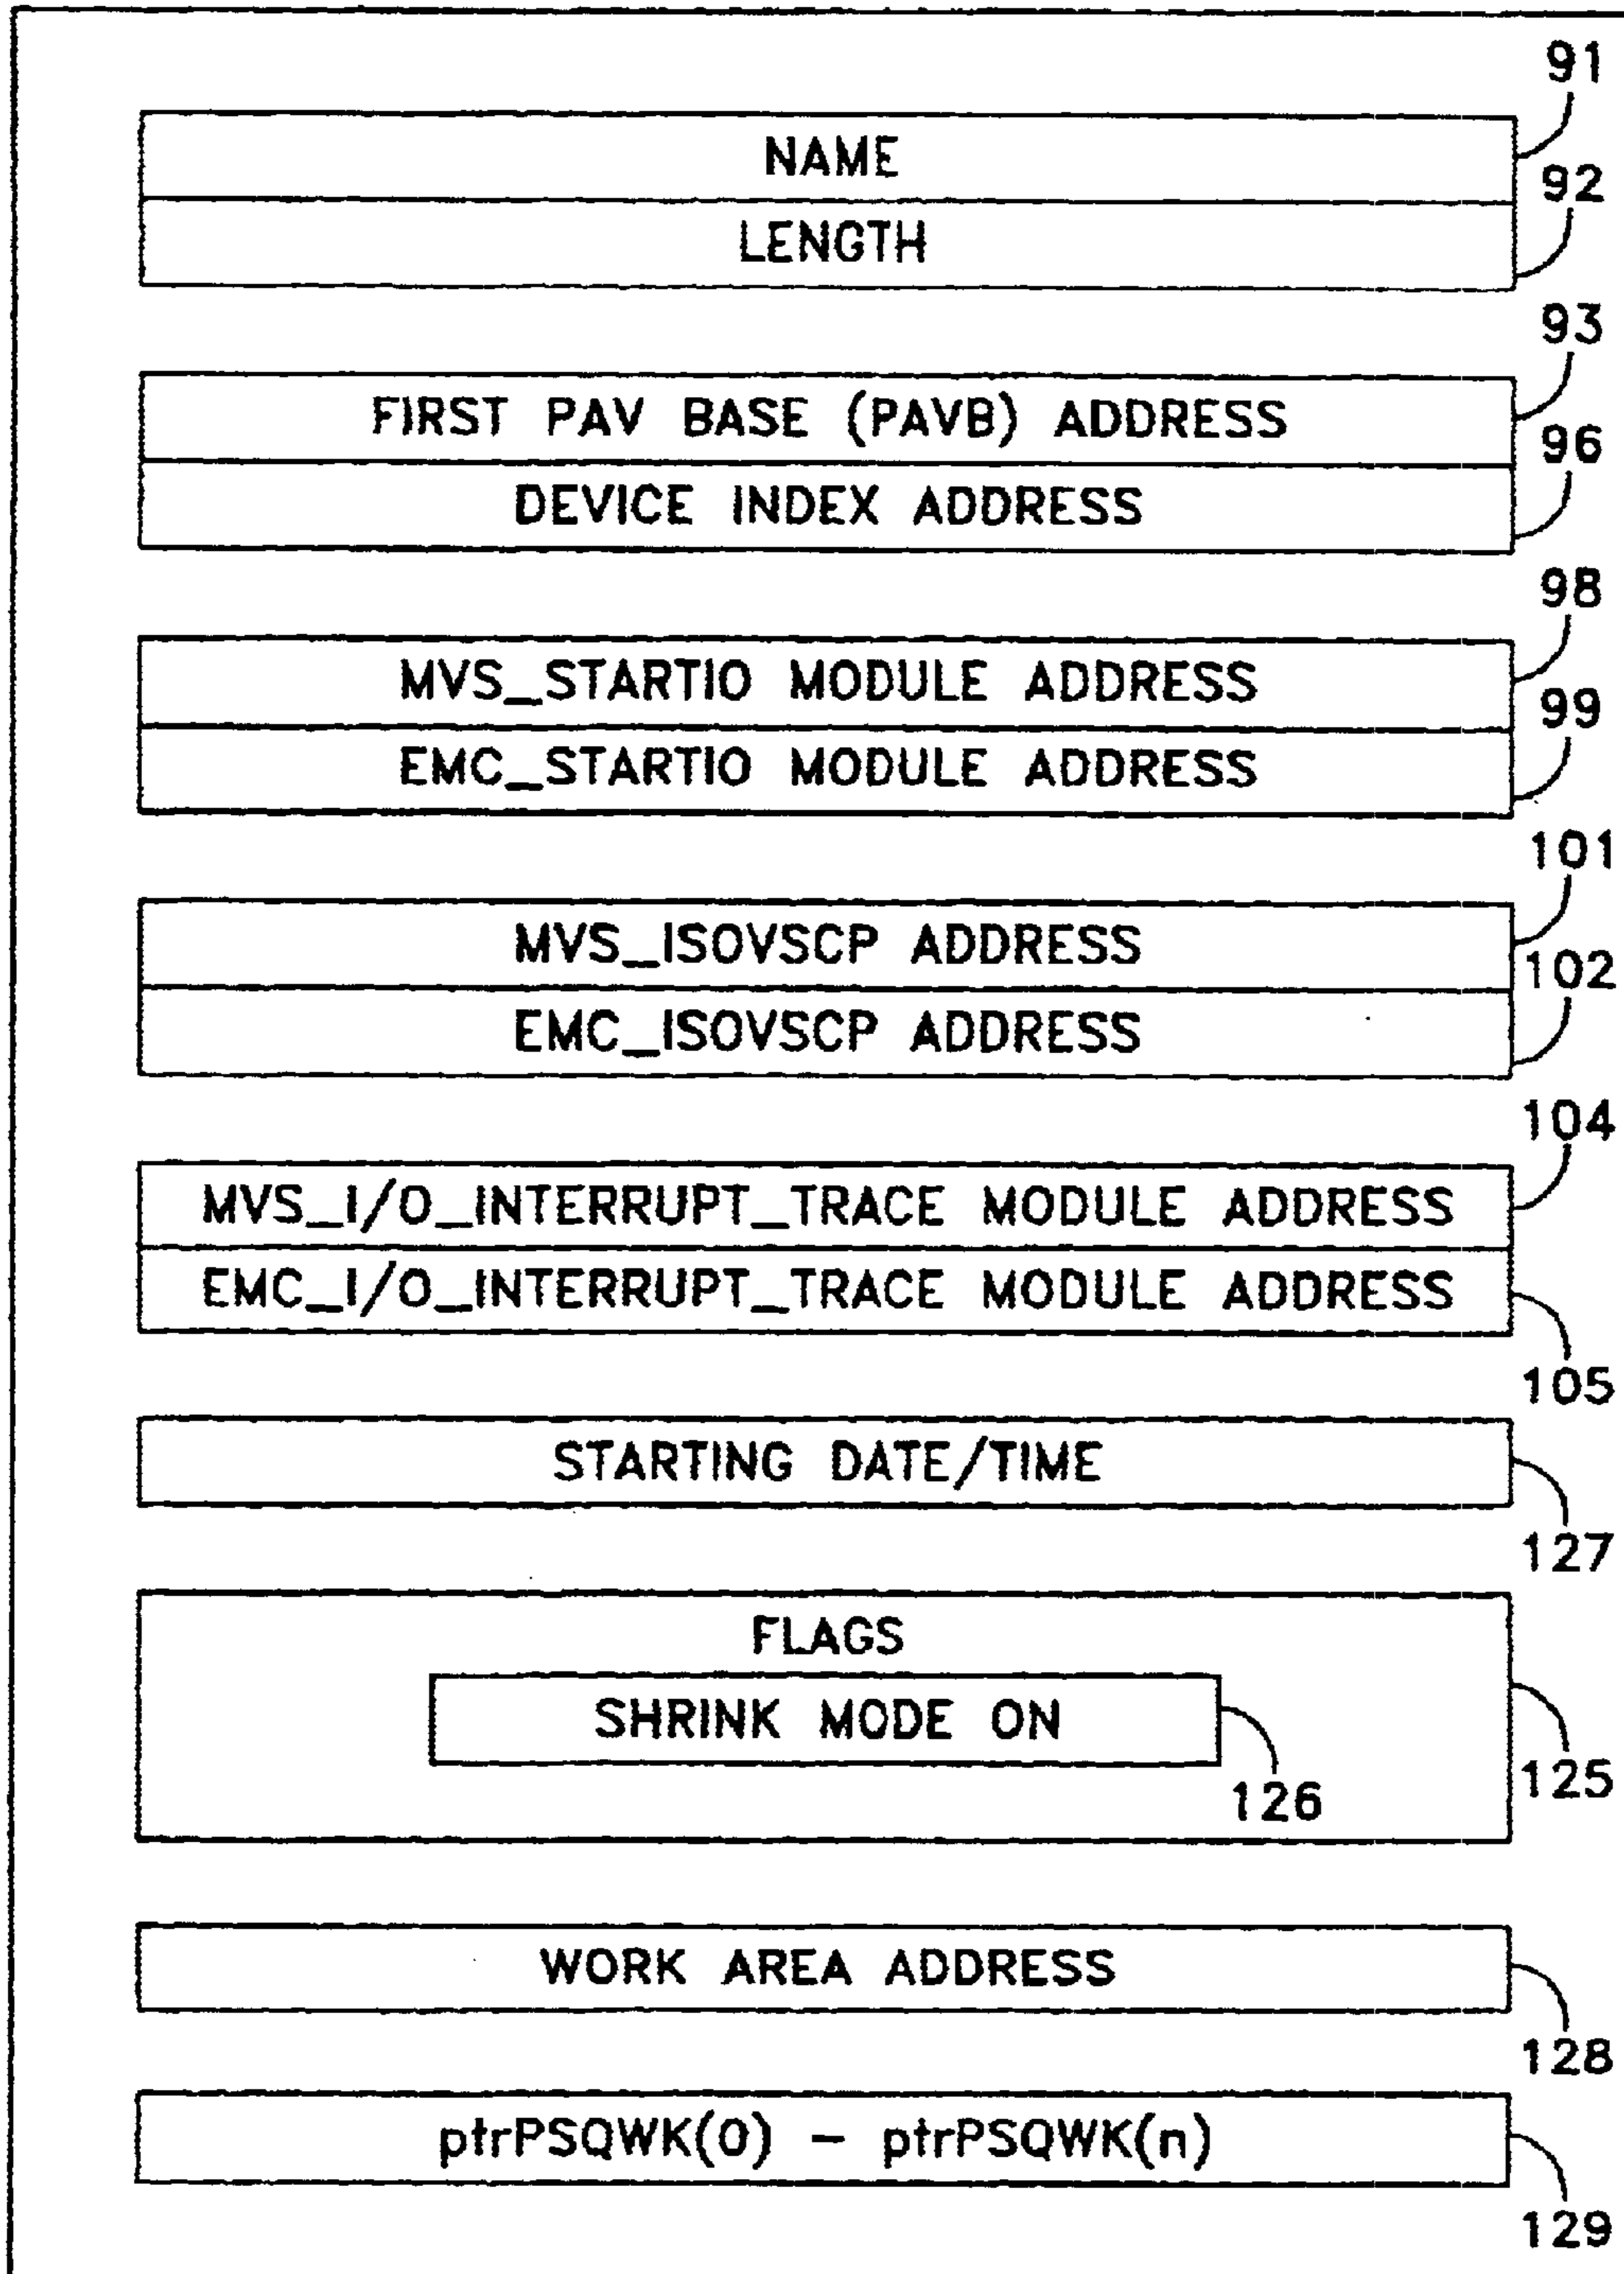 91
NAME
92
LENGTH
93
FIRST PAV BASE (PAVB) ADDRESS
96
DEVICE INDEX ADDRESS
98
MVS_STARTIO MODULE ADDRESS
99
EMC_STARTIO MODULE ADDRESS
101
MVS_ISOVSCP ADDRESS
102
EMC_ISOVSCP ADDRESS
104
MVS_I/O_INTERRUPT_TRACE MODULE ADDRESS
EMC_I/O_INTERRUPT_TRACE MODULE ADDRESS
105
STARTING DATE/TIME
127
FLAGS
SHRINK MODE ON
125
126
WORK AREA ADDRESS
128
ptrPSQWK(0) – ptrPSQWK(n)
129